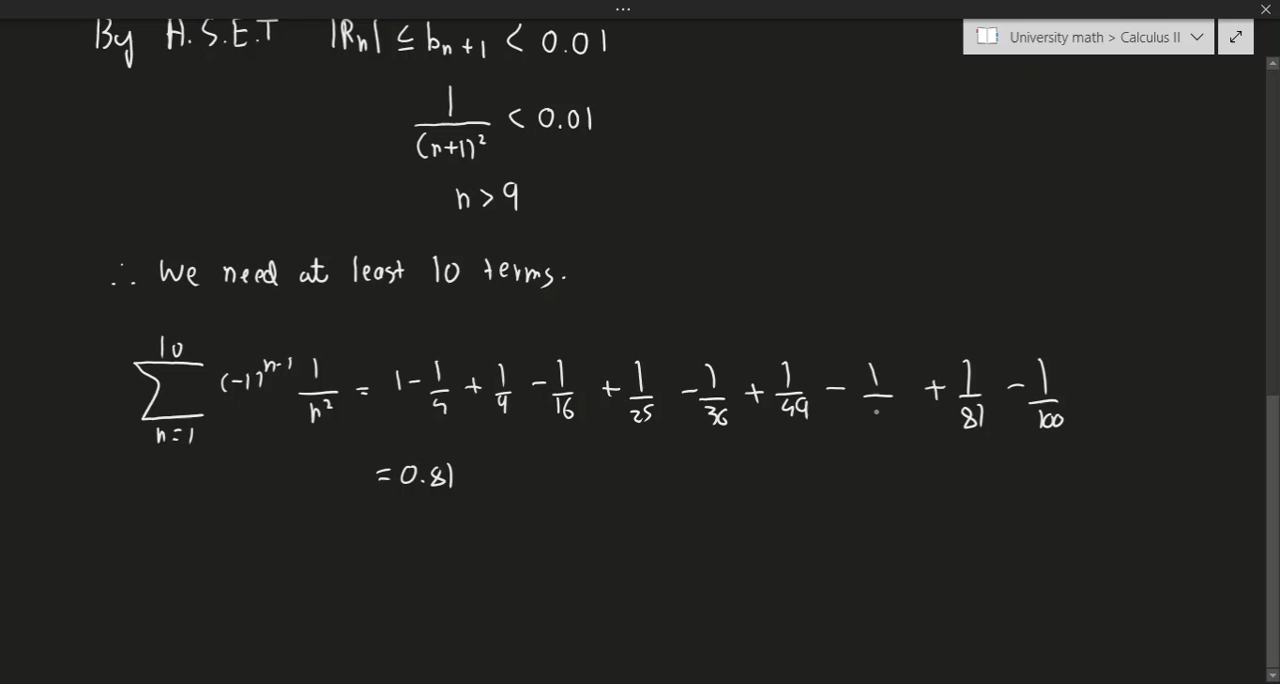 ...
University math > Calculus II
By A.S.E.T |Rn| ≤ bn+1 < 0.01
1/(n+1)² < 0.01
n > 9
∴ We need at least 10 terms.
∑_{n=1}^{10} (-1)^{n-1} 1/n² = 1 - 1/4 + 1/9 - 1/16 + 1/25 - 1/36 + 1/49 - 1/ + 1/81 - 1/100
= 0.81